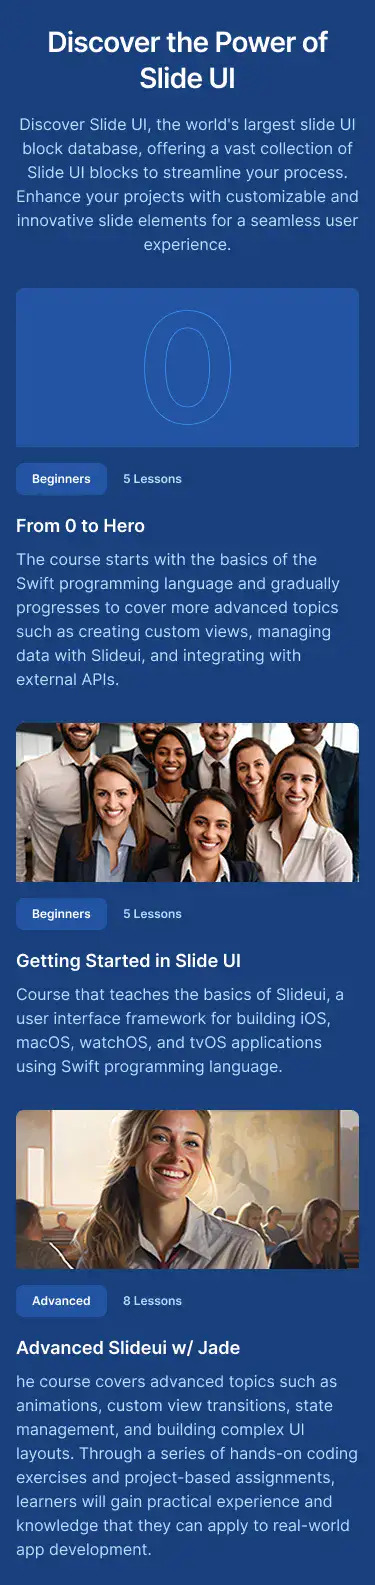 Discover the Power of
Slide UI
Discover Slide UI, the world's largest slide UI
block database, offering a vast collection of
Slide UI blocks to streamline your process.
Enhance your projects with customizable and
innovative slide elements for a seamless user
experience.
0
Beginners 5 Lessons
From 0 to Hero
The course starts with the basics of the
Swift programming language and gradually
progresses to cover more advanced topics
such as creating custom views, managing
data with Slideui, and integrating with
external APIs.
Beginners 5 Lessons
Getting Started in Slide UI
Course that teaches the basics of Slideui, a
user interface framework for building iOS,
macOS, watchOS, and tvOS applications
using Swift programming language.
Advanced 8 Lessons
Advanced Slideui w/ Jade
he course covers advanced topics such as
animations, custom view transitions, state
management, and building complex UI
layouts. Through a series of hands-on coding
exercises and project-based assignments,
learners will gain practical experience and
knowledge that they can apply to real-world
app development.